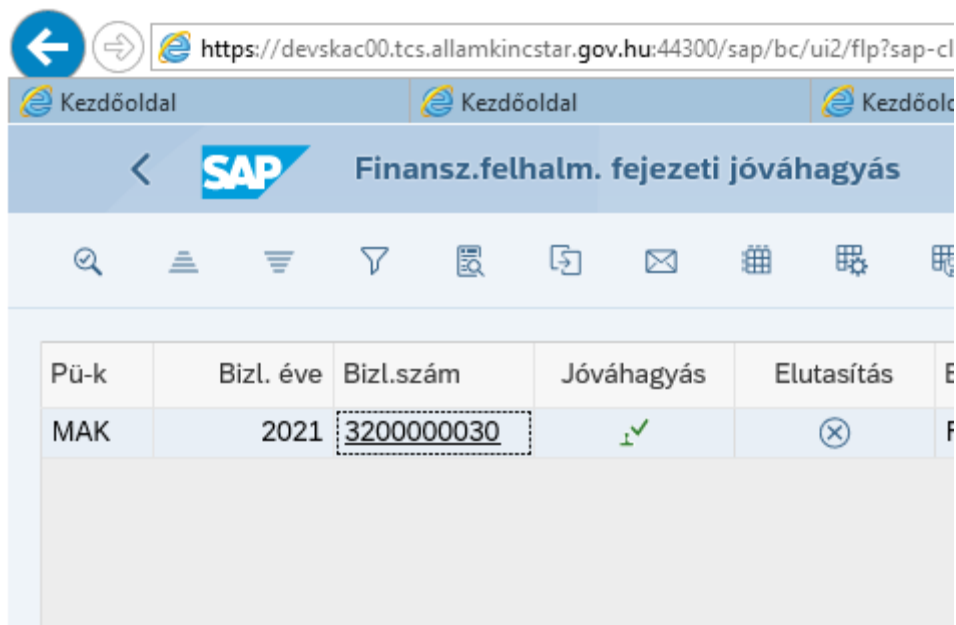 https://devskac00.tcs.allamkincstar.gov.hu:44300/sap/bc/ui2/flp?sap-cl
Kezdőoldal Kezdőoldal Kezdőold
SAP Finansz.felhalm. fejezeti jóváhagyás
Pü-k Bizl. éve Bizl.szám Jóváhagyás Elutasítás
MAK 2021 3200000030